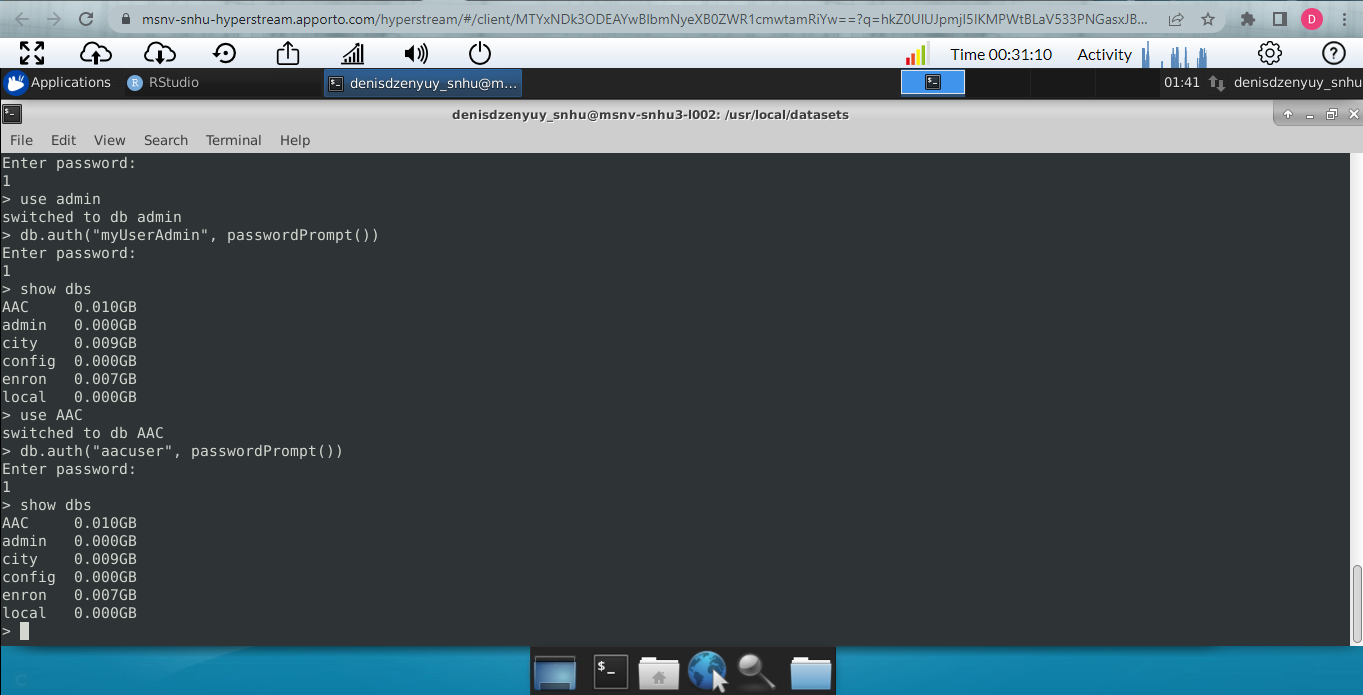 msnv-snhu-hyperstream.apporto.com/hyperstream/#/client/MTYxNDk3ODEAYwBlbmNyeXB0ZWR1cmwtamRiYw==?q=hkZ0UlUJpmjI5IKMPWtBLaV533PNGasxJB...
D
Time 00:31:10 Activity
Applications RStudio denisdzenyuy_snhu@m... 01:41 denisdzenyuy_snhu
denisdzenyuy_snhu@msnv-snhu3-l002: /usr/local/datasets
File Edit View Search Terminal Help
Enter password:
1
> use admin
switched to db admin
> db.auth("myUserAdmin", passwordPrompt())
Enter password:
1
> show dbs
AAC     0.010GB
admin   0.000GB
city    0.009GB
config  0.000GB
enron   0.007GB
local   0.000GB
> use AAC
switched to db AAC
> db.auth("aacuser", passwordPrompt())
Enter password:
1
> show dbs
AAC     0.010GB
admin   0.000GB
city    0.009GB
config  0.000GB
enron   0.007GB
local   0.000GB
>